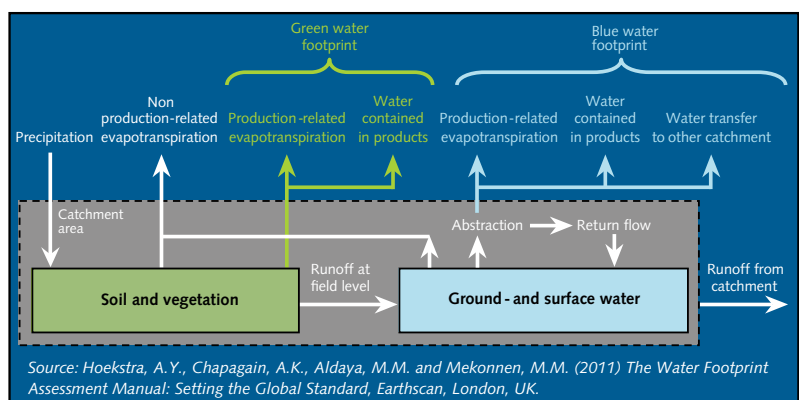 Green water
footprint
Blue water
footprint
Precipitation
Non
production-related
evapotranspiration
Production-related
evapotranspiration
Water
contained
in products
Production-related
evapotranspiration
Water
contained
in products
Water transfer
to other catchment
Catchment
area
Abstraction
Return flow
Soil and vegetation
Runoff at
field level
Ground- and surface water
Runoff from
catchment
Source: Hoekstra, A.Y., Chapagain, A.K., Aldaya, M.M. and Mekonnen, M.M. (2011) The Water Footprint
Assessment Manual: Setting the Global Standard, Earthscan, London, UK.